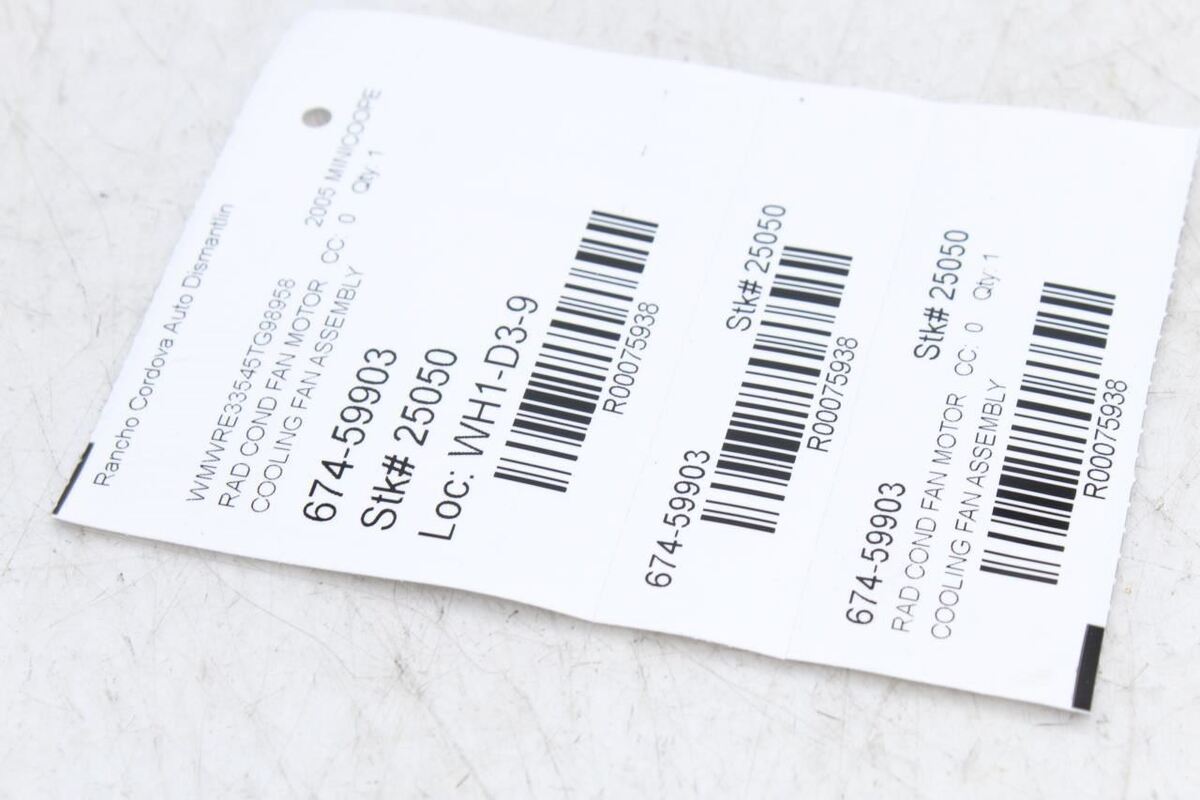 Rancho Cordova Auto Dismantlin
WMWRE33545TG98958 2005 MINICOOPE
RAD COND FAN MOTOR CC: 0 Qty: 1
COOLING FAN ASSEMBLY
674-59903
Stk# 25050
Loc: WH1-D3-9
R00075938
674-59903 Stk# 25050
R00075938
674-59903 Stk# 25050
RAD COND FAN MOTOR CC: 0 Qty: 1
COOLING FAN ASSEMBLY
R00075938